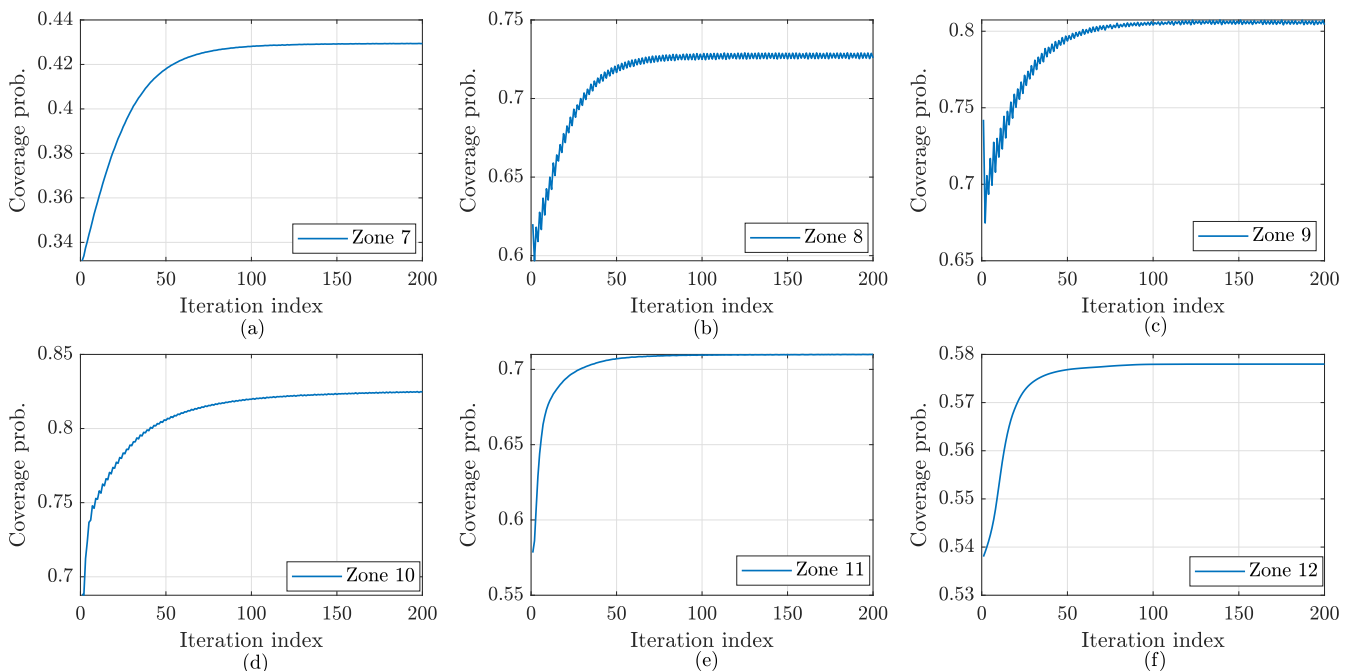 Coverage prob.
0.44
0.42
0.4
0.38
0.36
0.34
0 50 100 150 200
Iteration index
(a)
Zone 7
Coverage prob.
0.75
0.7
0.65
0.6
0 50 100 150 200
Iteration index
(b)
Zone 8
Coverage prob.
0.8
0.75
0.7
0.65
0 50 100 150 200
Iteration index
(c)
Zone 9
Coverage prob.
0.85
0.8
0.75
0.7
0 50 100 150 200
Iteration index
(d)
Zone 10
Coverage prob.
0.7
0.65
0.6
0.55
0 50 100 150 200
Iteration index
(e)
Zone 11
Coverage prob.
0.58
0.57
0.56
0.55
0.54
0.53
0 50 100 150 200
Iteration index
(f)
Zone 12